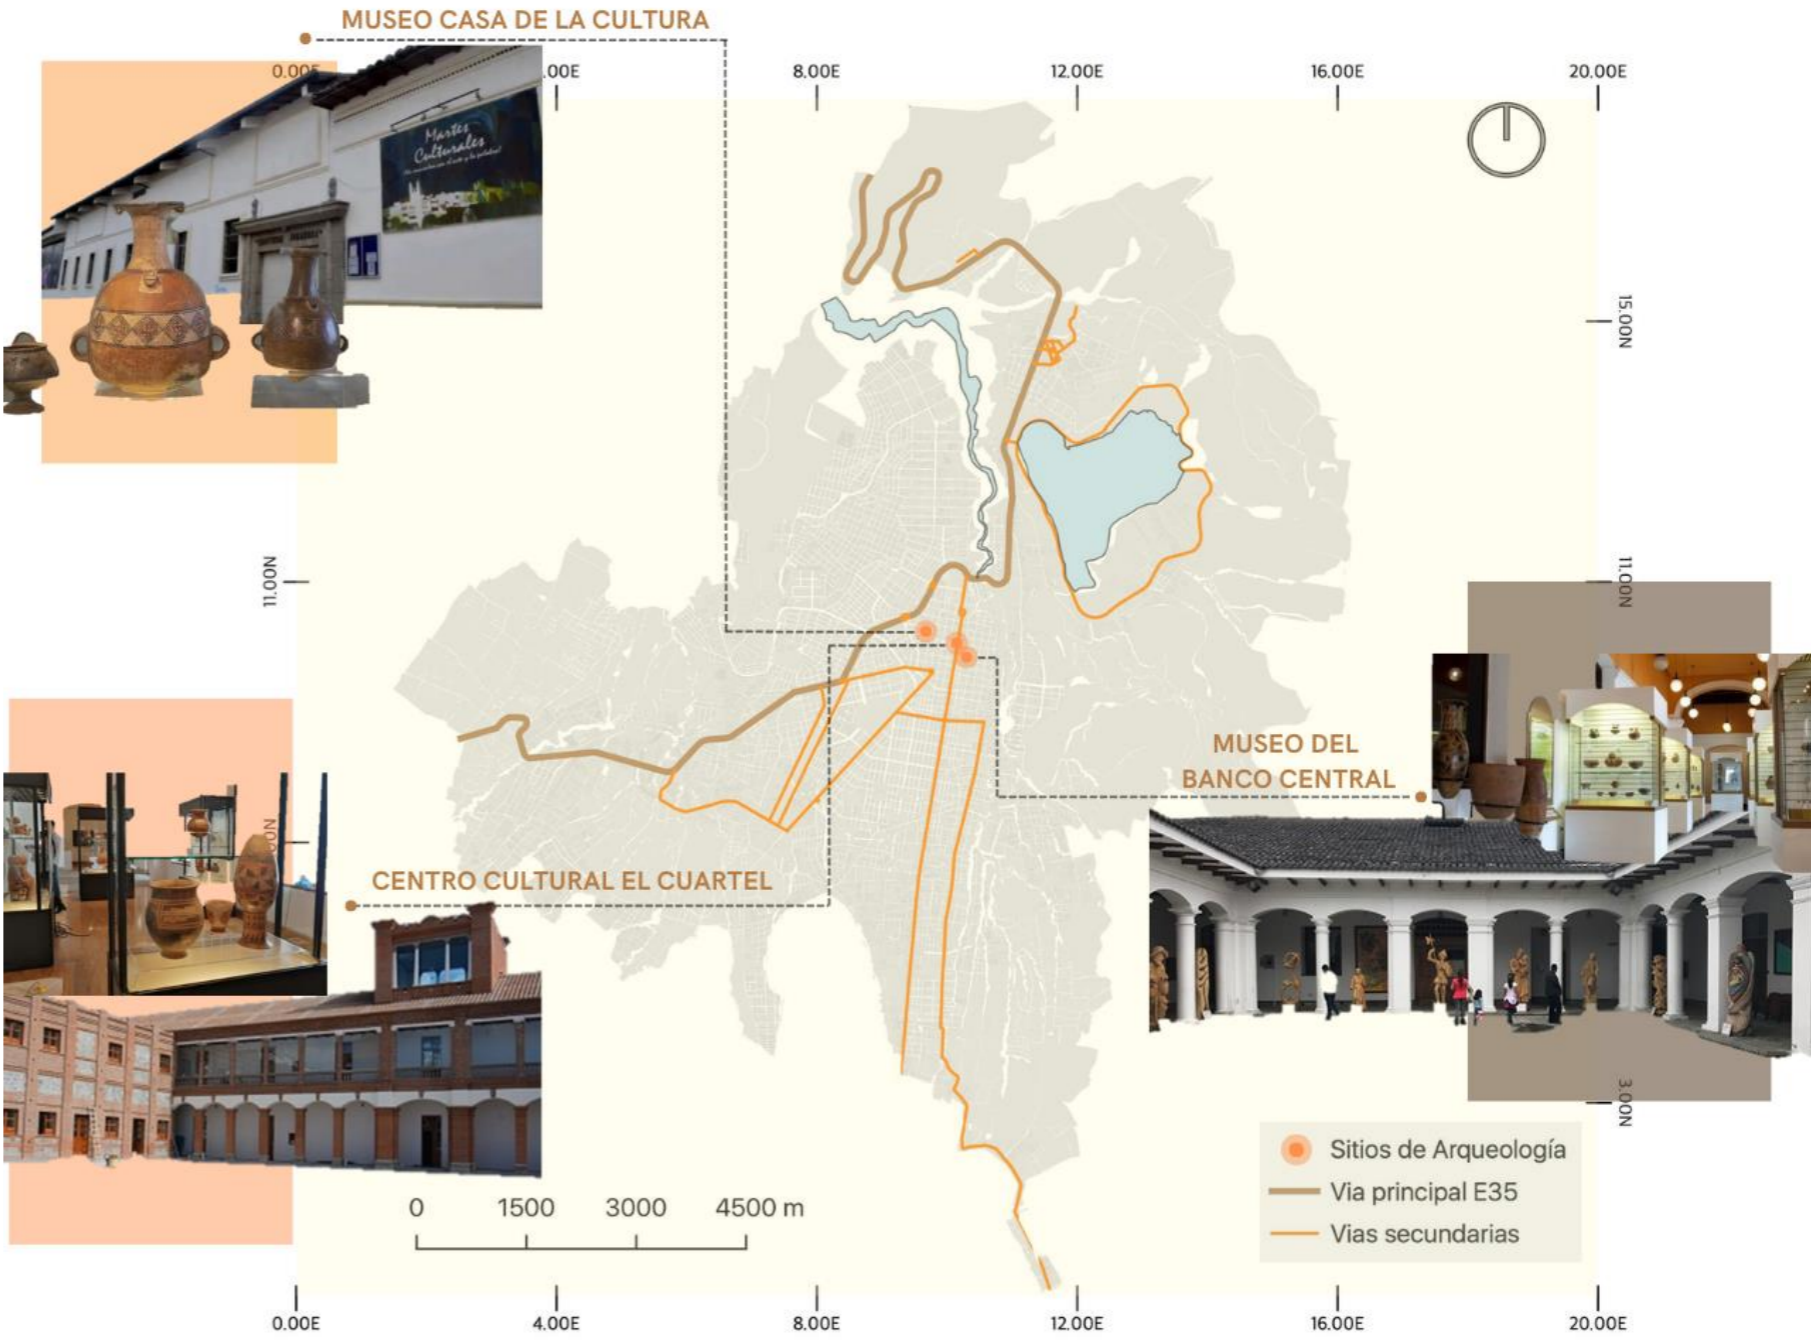 MUSEO CASA DE LA CULTURA
0.00E
.00E
8.00E
12.00E
16.00E
20.00E
Martes
Culturales
15.00N
11.00N
11.00N
MUSEO DEL
BANCO CENTRAL
00N
CENTRO CULTURAL EL CUARTEL
3.00N
Sitios de Arqueología
Via principal E35
Vias secundarias
0 1500 3000 4500 m
0.00E
4.00E
8.00E
12.00E
16.00E
20.00E